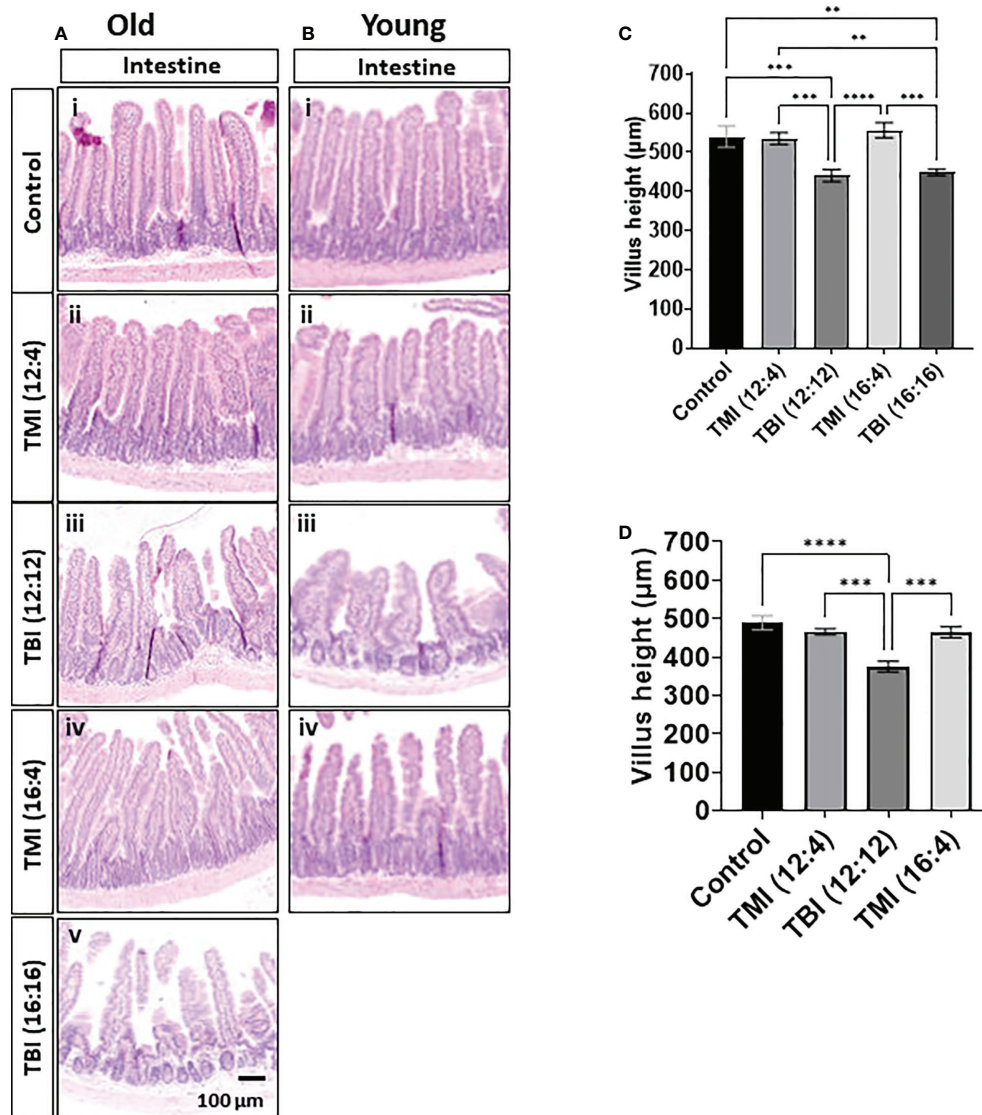 Old
Young
A
B
Intestine
Intestine
Control
i
i
TMI (12:4)
ii
ii
TBI (12:12)
iii
iii
TMI (16:4)
iv
iv
TBI (16:16)
v
100 µm
C
**
**
*** 
*** **** ***
Villus height (µm)
700
600
500
400
300
200
100
0
Control
TMI (12:4)
TBI (12:12)
TMI (16:4)
TBI (16:16)
D
****
*** ***
Villus height (µm)
700
600
500
400
300
200
100
0
Control
TMI (12:4)
TBI (12:12)
TMI (16:4)